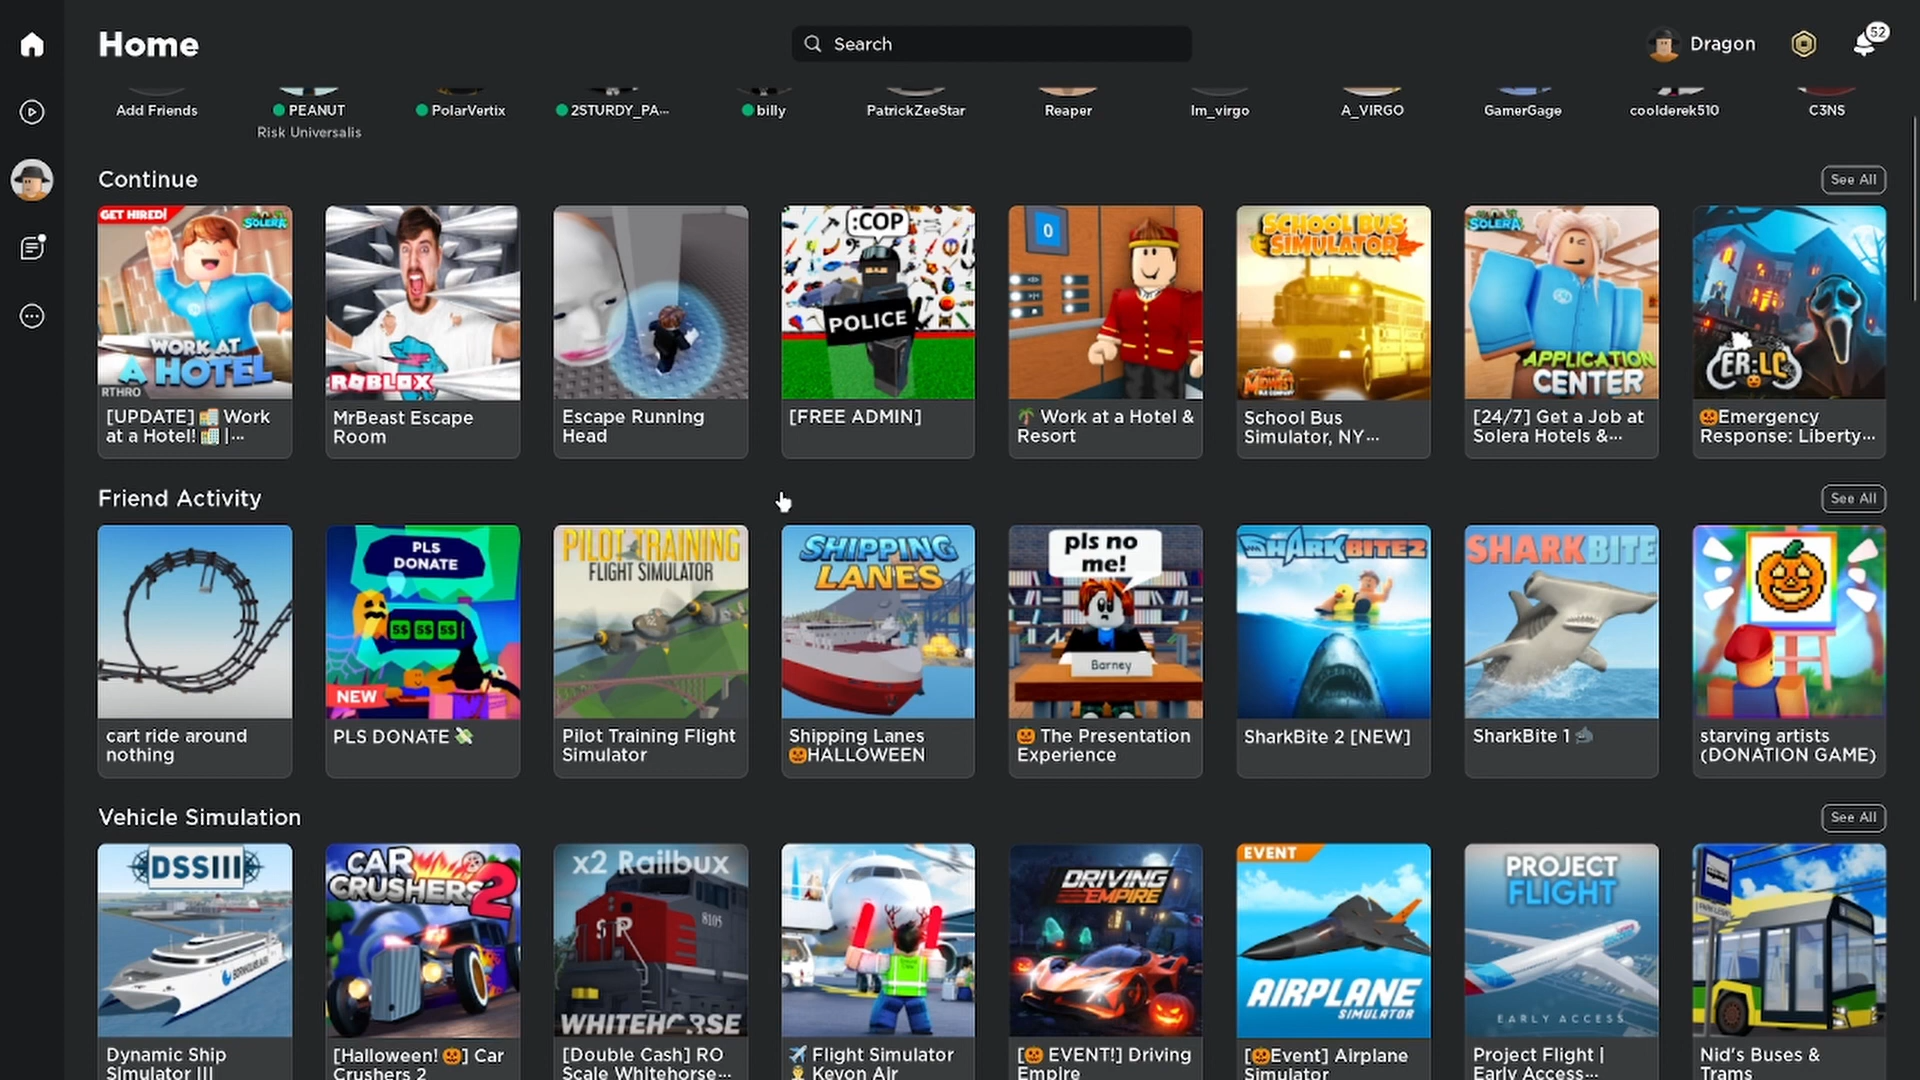 Home
Search
Dragon
52
Add Friends
PEANUT
PolarVertix
2STURDY_PA...
billy
PatrickZeeStar
Reaper
Im_virgo
A_VIRGO
GamerGage
coolderek510
C3NS
Risk Universalis
Continue
See All
GET HIRED!
SOLERA
WORK AT
A HOTEL
RTHRO
ROBLOX
:COP
POLICE
0
SCHOOL BUS
SIMULATOR
MIDWEST
SOLERA
APPLICATION
CENTER
ER:LC
[UPDATE] 🏨 Work
at a Hotel! 🏨 |...
MrBeast Escape
Room
Escape Running
Head
[FREE ADMIN]
🌴 Work at a Hotel &
Resort
School Bus
Simulator, NY...
[24/7] Get a Job at
Solera Hotels &...
🎃Emergency
Response: Liberty...
Friend Activity
See All
PLS
DONATE
5$ 5$ 5$
NEW
PILOT TRAINING
FLIGHT SIMULATOR
SHIPPING
LANES
pls no
me!
Barney
SHARKBITE2
SHARKBITE
cart ride around
nothing
PLS DONATE 💸
Pilot Training Flight
Simulator
Shipping Lanes
🎃HALLOWEEN
🎃 The Presentation
Experience
SharkBite 2 [NEW]
SharkBite 1 🦈
starving artists
(DONATION GAME)
Vehicle Simulation
See All
DSSIII
CAR
CRUSHERS 2
x2 Railbux
SP
8105
WHITEHORSE
DRIVING
EMPIRE
EVENT
AIRPLANE
SIMULATOR
PROJECT
FLIGHT
EARLY ACCESS
Dynamic Ship
Simulator III
[Halloween! 🎃] Car
Crushers 2
[Double Cash] RO
Scale Whitehorse...
✈️ Flight Simulator
Keyon Air
[🎃 EVENT!] Driving
Empire
[🎃Event] Airplane
Simulator
Project Flight |
Early Access...
Nid's Buses &
Trams